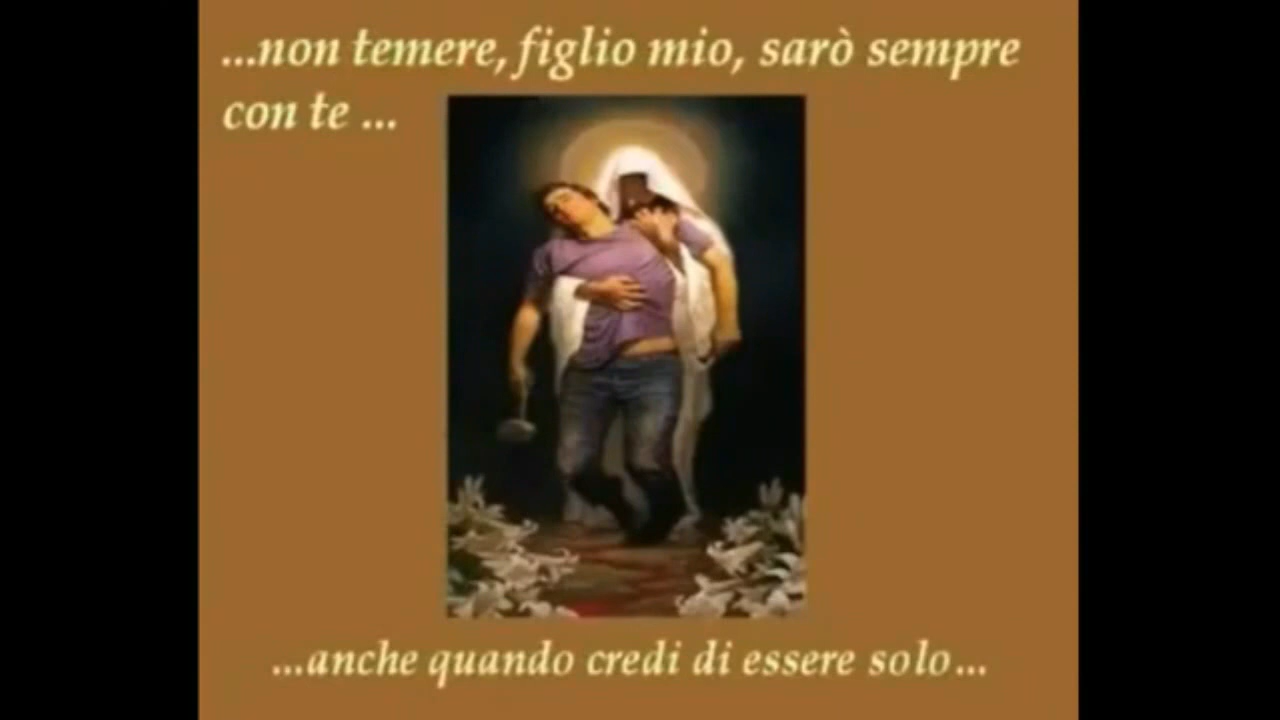 ...non temere, figlio mio, sarò sempre
con te ...
...anche quando credi di essere solo...